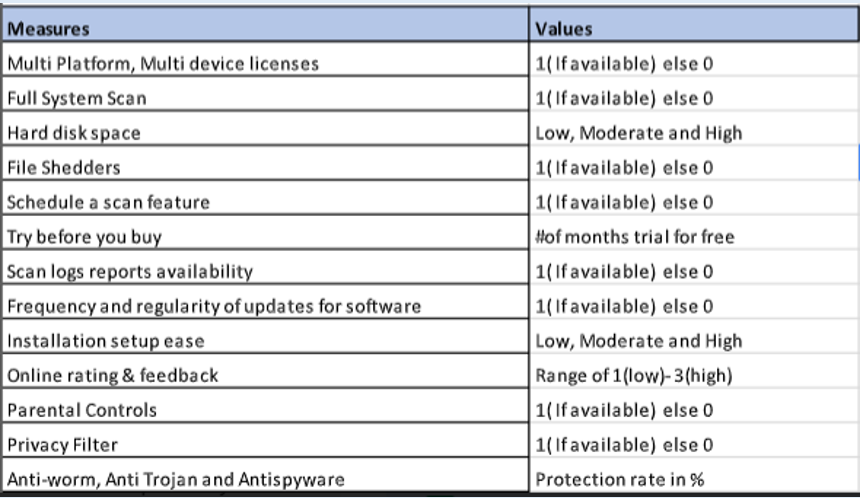 Measures Values
Multi Platform, Multi device licenses 1( If available) else 0
Full System Scan 1( If available) else 0
Hard disk space Low, Moderate and High
File Shedders 1( If available) else 0
Schedule a scan feature 1( If available) else 0
Try before you buy #of months trial for free
Scan logs reports availability 1( If available) else 0
Frequency and regularity of updates for software 1( If available) else 0
Installation setup ease Low, Moderate and High
Online rating & feedback Range of 1(low)-3(high)
Parental Controls 1( If available) else 0
Privacy Filter 1( If available) else 0
Anti-worm, Anti Trojan and Antispyware Protection rate in %